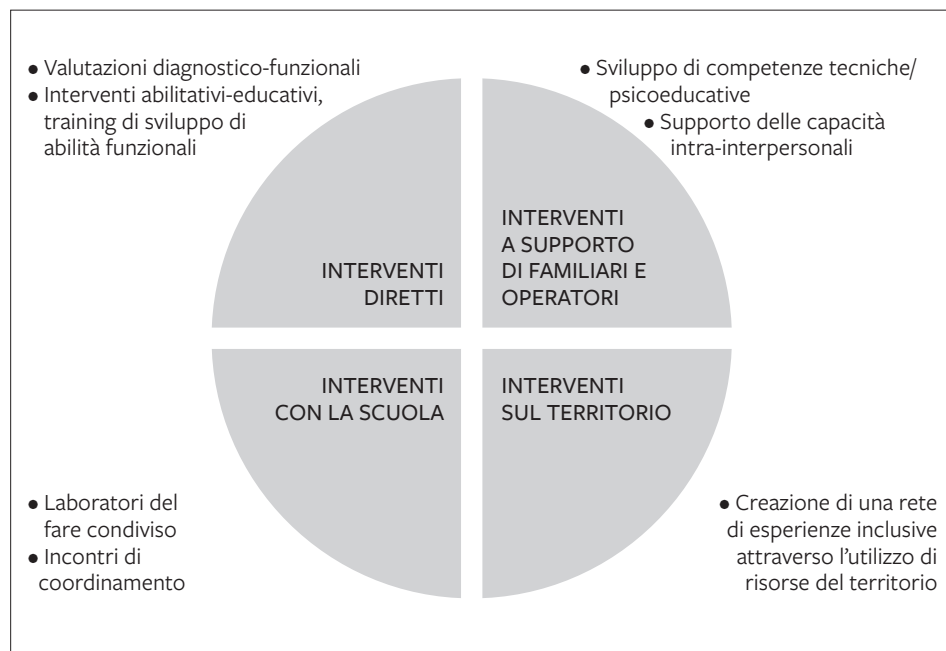 ● Valutazioni diagnostico-funzionali
● Interventi abilitativi-educativi,
training di sviluppo di
abilità funzionali
● Sviluppo di competenze tecniche/
psicoeducative
● Supporto delle capacità
intra-interpersonali
INTERVENTI
DIRETTI
INTERVENTI
A SUPPORTO
DI FAMILIARI E
OPERATORI
INTERVENTI
CON LA SCUOLA
INTERVENTI
SUL TERRITORIO
● Laboratori del
fare condiviso
● Incontri di
coordinamento
● Creazione di una rete
di esperienze inclusive
attraverso l’utilizzo di
risorse del territorio